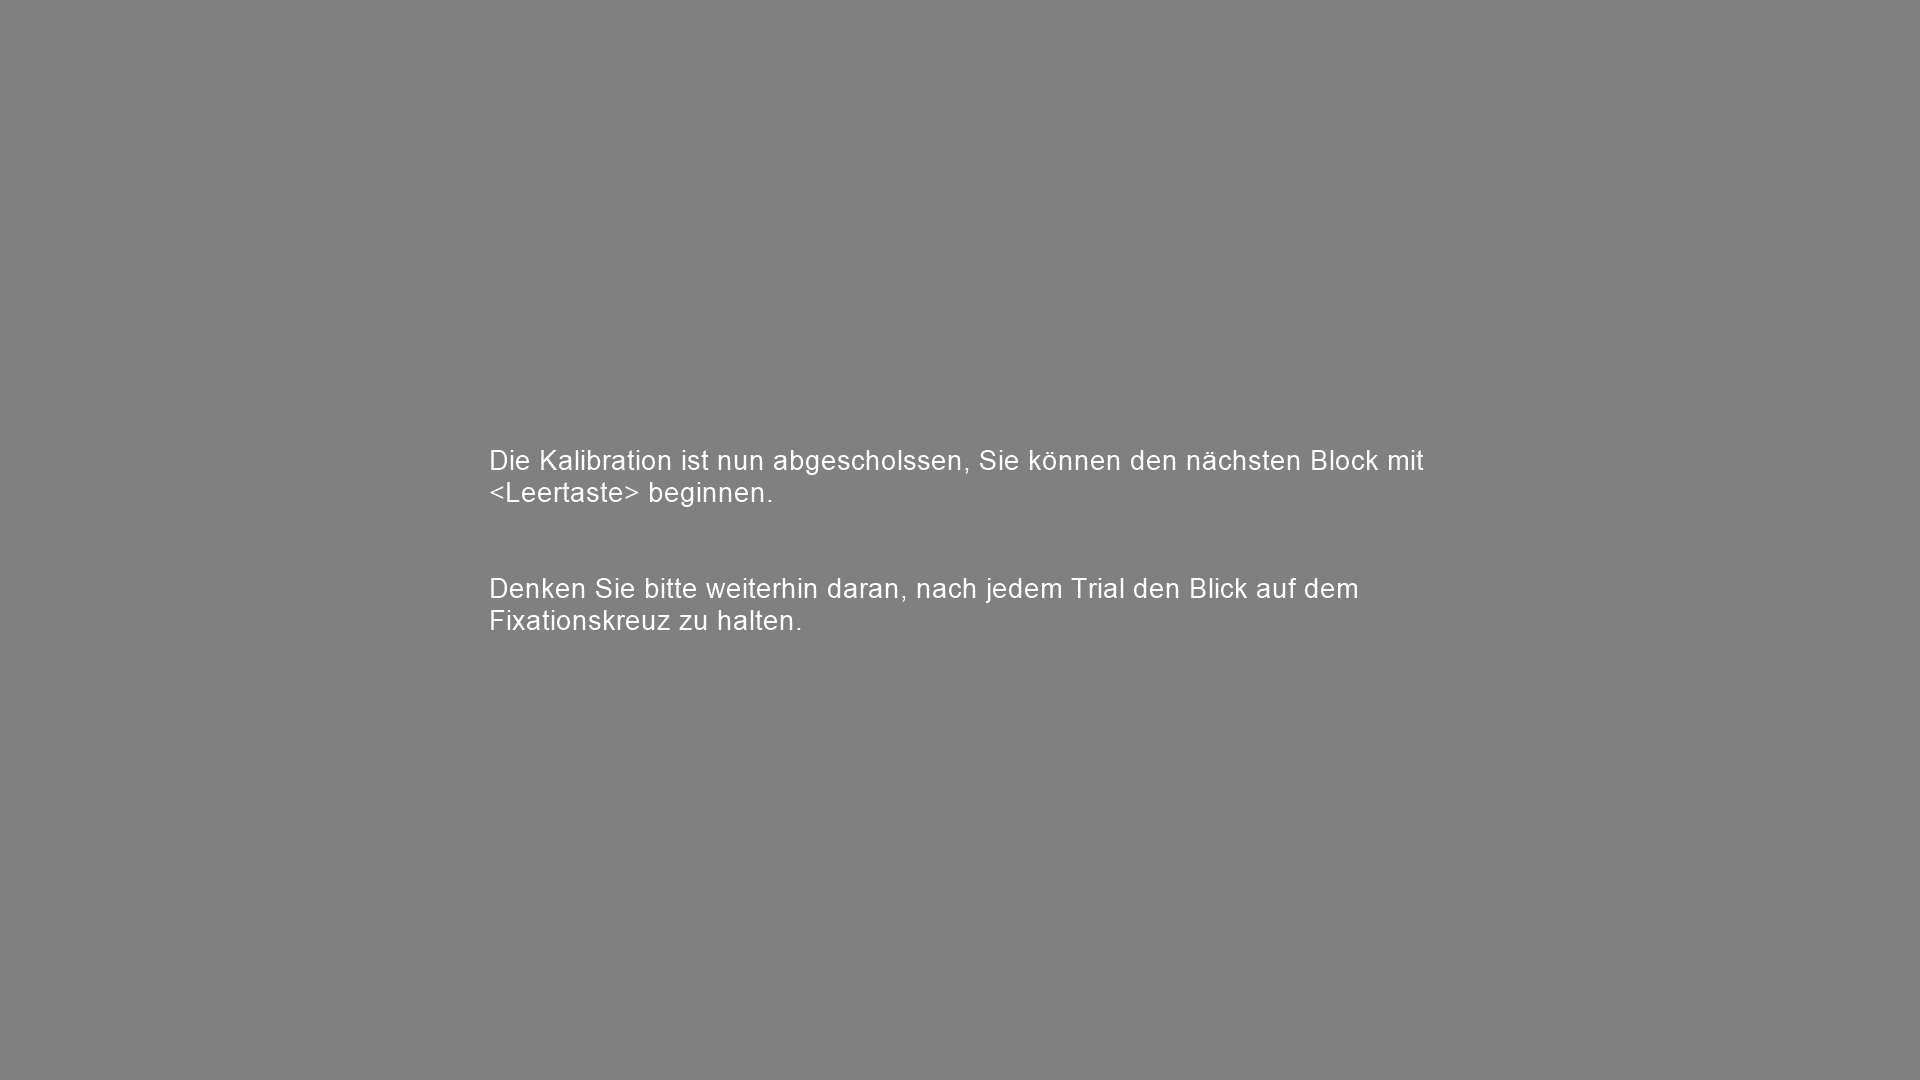 Die Kalibration ist nun abgescholssen, Sie können den nächsten Block mit
<Leertaste> beginnen.
Denken Sie bitte weiterhin daran, nach jedem Trial den Blick auf dem
Fixationskreuz zu halten.